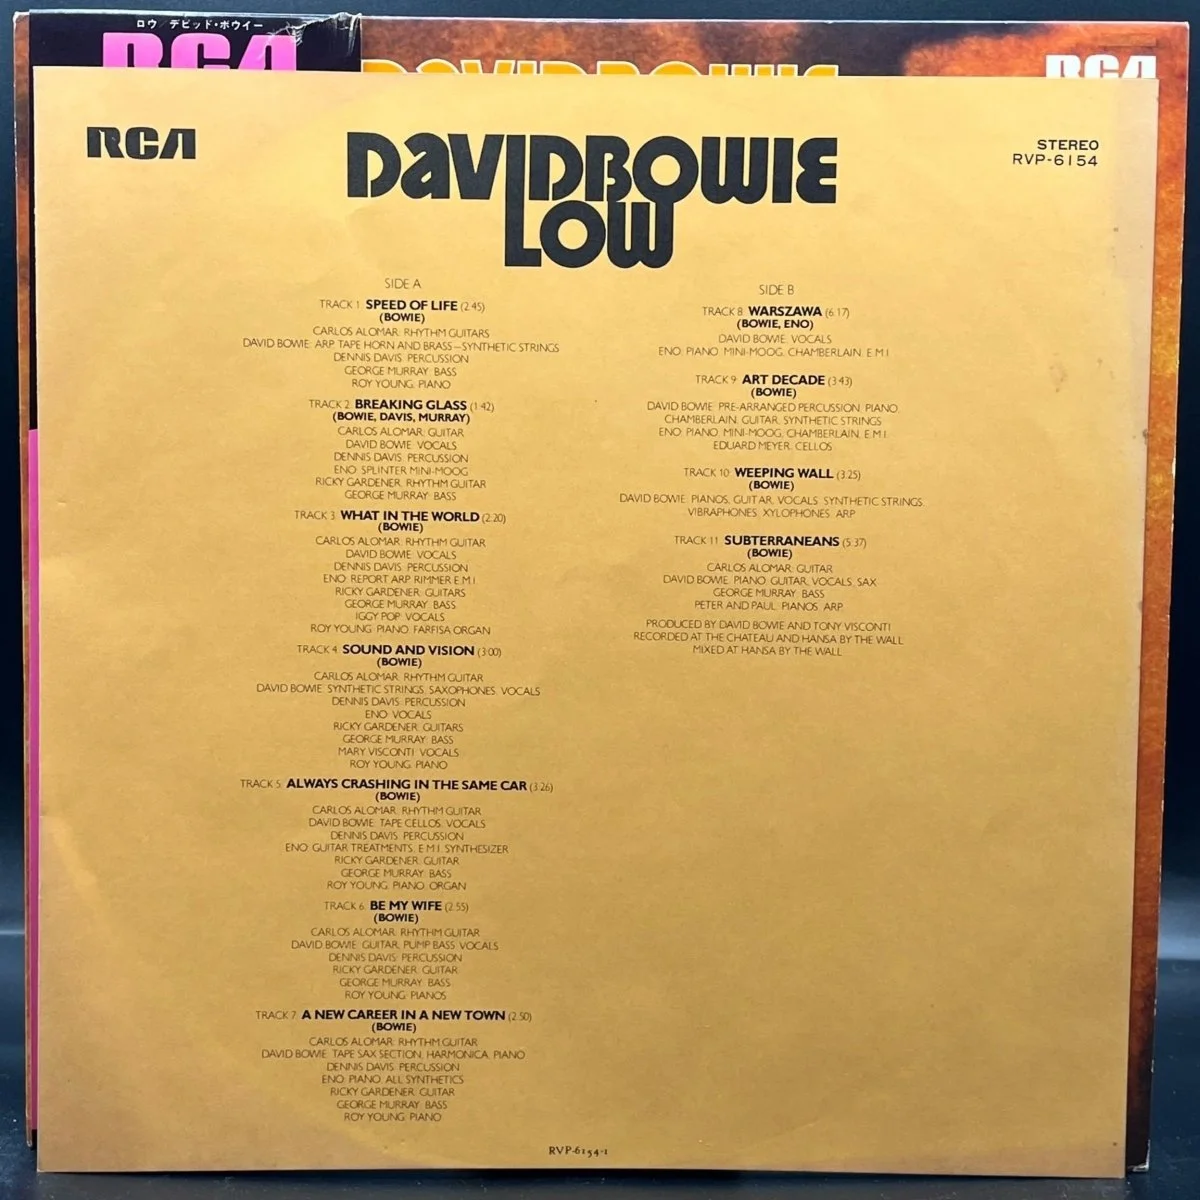 ロウ デビッド・ボウイー
RCA
DAVID BOWIE
RCA
RCA
DAVID BOWIE
LOW
STEREO
RVP-6154
SIDE A
TRACK 1 SPEED OF LIFE (2:45)
(BOWIE)
CARLOS ALOMAR: RHYTHM GUITARS
DAVID BOWIE: ARP, TAPE HORN AND BRASS—SYNTHETIC STRINGS
DENNIS DAVIS: PERCUSSION
GEORGE MURRAY: BASS
ROY YOUNG: PIANO
TRACK 2 BREAKING GLASS (1:42)
(BOWIE, DAVIS, MURRAY)
CARLOS ALOMAR: GUITAR
DAVID BOWIE: VOCALS
DENNIS DAVIS: PERCUSSION
ENO: SPLINTER MINI-MOOG
RICKY GARDENER: RHYTHM GUITAR
GEORGE MURRAY: BASS
TRACK 3 WHAT IN THE WORLD (2:20)
(BOWIE)
CARLOS ALOMAR: RHYTHM GUITAR
DAVID BOWIE: VOCALS
DENNIS DAVIS: PERCUSSION
ENO: REPORT ARP, RIMMER E.M.I.
RICKY GARDENER: GUITARS
GEORGE MURRAY: BASS
IGGY POP: VOCALS
ROY YOUNG: PIANO, FARFISA ORGAN
TRACK 4 SOUND AND VISION (3:00)
(BOWIE)
CARLOS ALOMAR: RHYTHM GUITAR
DAVID BOWIE: SYNTHETIC STRINGS, SAXOPHONES, VOCALS
DENNIS DAVIS: PERCUSSION
ENO: VOCALS
RICKY GARDENER: GUITARS
GEORGE MURRAY: BASS
MARY VISCONTI: VOCALS
ROY YOUNG: PIANO
TRACK 5 ALWAYS CRASHING IN THE SAME CAR (3:26)
(BOWIE)
CARLOS ALOMAR: RHYTHM GUITAR
DAVID BOWIE: TAPE CELLOS, VOCALS
DENNIS DAVIS: PERCUSSION
ENO: GUITAR TREATMENTS, E.M.I. SYNTHESIZER
RICKY GARDENER: GUITAR
GEORGE MURRAY: BASS
ROY YOUNG: PIANO, ORGAN
TRACK 6 BE MY WIFE (2:55)
(BOWIE)
CARLOS ALOMAR: RHYTHM GUITAR
DAVID BOWIE: GUITAR, PUMP BASS, VOCALS
DENNIS DAVIS: PERCUSSION
RICKY GARDENER: GUITAR
GEORGE MURRAY: BASS
ROY YOUNG: PIANOS
TRACK 7 A NEW CAREER IN A NEW TOWN (2:50)
(BOWIE)
CARLOS ALOMAR: RHYTHM GUITAR
DAVID BOWIE: TAPE SAX SECTION, HARMONICA, PIANO
DENNIS DAVIS: PERCUSSION
ENO: PIANO, ALL SYNTHETICS
RICKY GARDENER: GUITAR
GEORGE MURRAY: BASS
ROY YOUNG: PIANO
SIDE B
TRACK 8 WARSZAWA (6:17)
(BOWIE, ENO)
DAVID BOWIE: VOCALS
ENO: PIANO, MINI-MOOG, CHAMBERLAIN, E.M.I.
TRACK 9 ART DECADE (3:43)
(BOWIE)
DAVID BOWIE: PRE-ARRANGED PERCUSSION, PIANO,
CHAMBERLAIN, GUITAR, SYNTHETIC STRINGS
ENO: PIANO, MINI-MOOG, CHAMBERLAIN, E.M.I.
EDUARD MEYER: CELLOS
TRACK 10 WEEPING WALL (3:25)
(BOWIE)
DAVID BOWIE: PIANOS, GUITAR, VOCALS, SYNTHETIC STRINGS,
VIBRAPHONES, XYLOPHONES, ARP
TRACK 11 SUBTERRANEANS (5:37)
(BOWIE)
CARLOS ALOMAR: GUITAR
DAVID BOWIE: PIANO, GUITAR, VOCALS, SAX
GEORGE MURRAY: BASS
PETER AND PAUL: PIANOS, ARP
PRODUCED BY DAVID BOWIE AND TONY VISCONTI
RECORDED AT THE CHATEAU AND HANSA BY THE WALL
MIXED AT HANSA BY THE WALL
RVP-6154-1